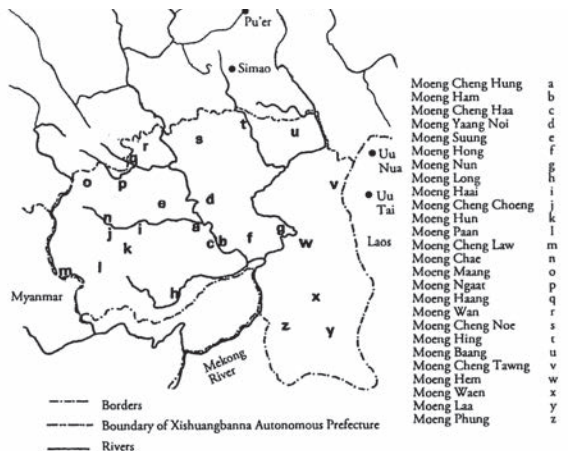 Pu'er
Simao
r
s
t
u
q
o
p
Uu
Nua
v
e
d
Uu
Tai
n
j
i
a
c
b
f
g
w
Laos
k
m
l
h
Myanmar
x
z
y
Mekong
River
Borders
Boundary of Xishuangbanna Autonomous Prefecture
Rivers
Moeng Cheng Hung a
Moeng Ham b
Moeng Cheng Haa c
Moeng Yaang Noi d
Moeng Suung e
Moeng Hong f
Moeng Nun g
Moeng Long h
Moeng Haai i
Moeng Cheng Choeng j
Moeng Hun k
Moeng Paan l
Moeng Cheng Law m
Moeng Chae n
Moeng Maang o
Moeng Ngaat p
Moeng Haang q
Moeng Wan r
Moeng Cheng Noe s
Moeng Hing t
Moeng Baang u
Moeng Cheng Tawng v
Moeng Hem w
Moeng Waen x
Moeng Laa y
Moeng Phung z